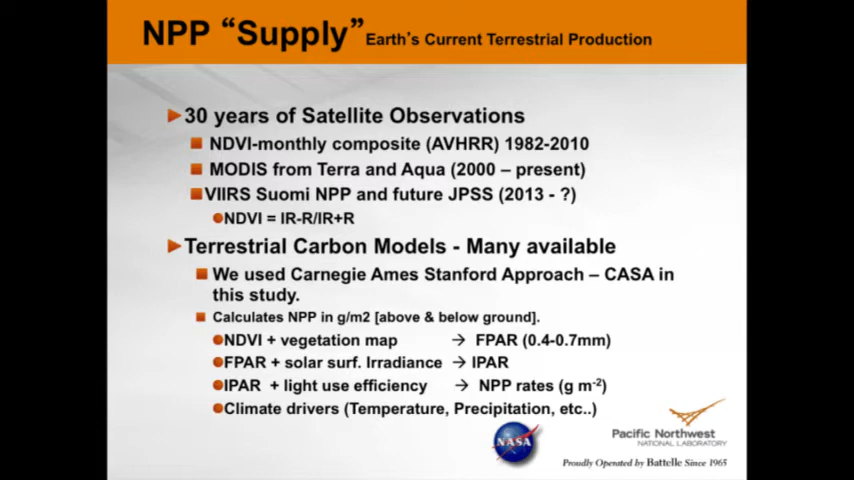 NPP “Supply” Earth's Current Terrestrial Production
30 years of Satellite Observations
NDVI-monthly composite (AVHRR) 1982-2010
MODIS from Terra and Aqua (2000 – present)
VIIRS Suomi NPP and future JPSS (2013 - ?)
NDVI = IR-R/IR+R
Terrestrial Carbon Models - Many available
We used Carnegie Ames Stanford Approach – CASA in
this study.
Calculates NPP in g/m2 [above & below ground].
NDVI + vegetation map → FPAR (0.4-0.7mm)
FPAR + solar surf. Irradiance → IPAR
IPAR + light use efficiency → NPP rates (g m-2)
Climate drivers (Temperature, Precipitation, etc..)
NASA
Pacific Northwest
NATIONAL LABORATORY
Proudly Operated by Battelle Since 1965